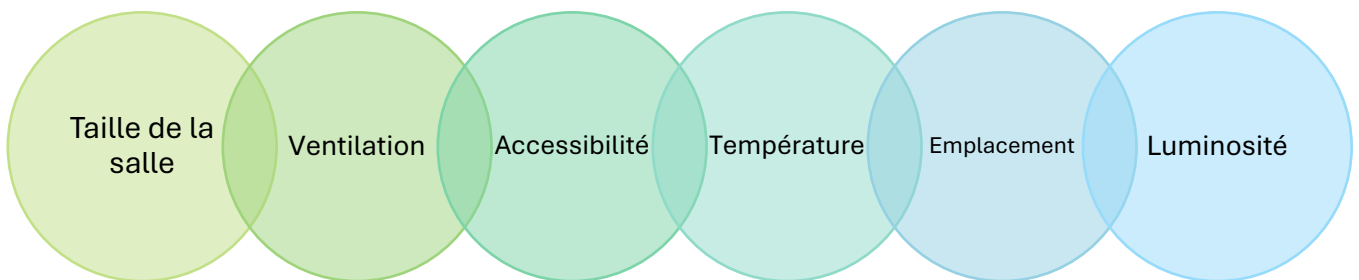 Taille de la
salle
Ventilation
Accessibilité
Température
Emplacement
Luminosité